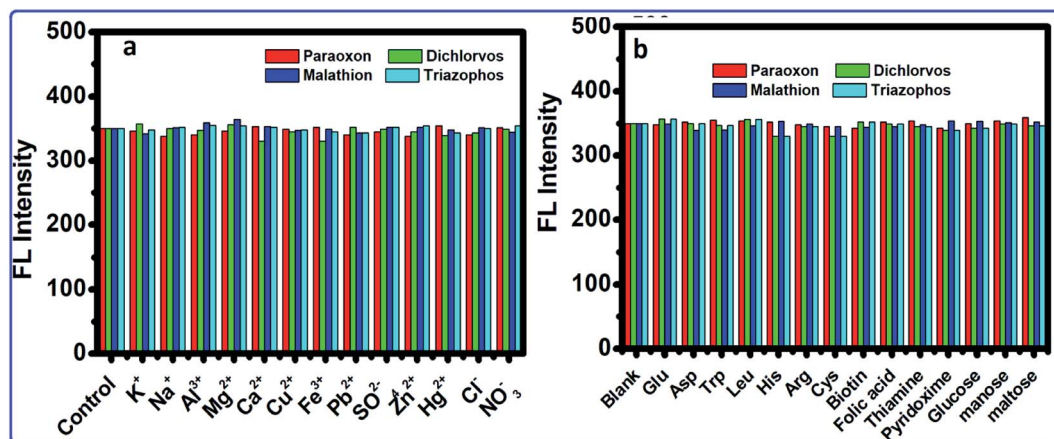 a
500
400
300
200
100
0
FL Intensity
Paraoxon Dichlorvos
Malathion Triazophos
Control K⁺ Na⁺ Al³⁺ Mg²⁺ Ca²⁺ Cu²⁺ Fe³⁺ Pb²⁺ SO²⁻ Zn²⁺ Hg²⁺ Cl⁻ NO⁻₃
b
500
400
300
200
100
0
FL Intensity
Paraoxon Dichlorvos
Malathion Triazophos
Blank Glu Asp Trp Leu His Arg Cys Biotin Folic acid Thianine Pyridoxime Glucose manose maltose